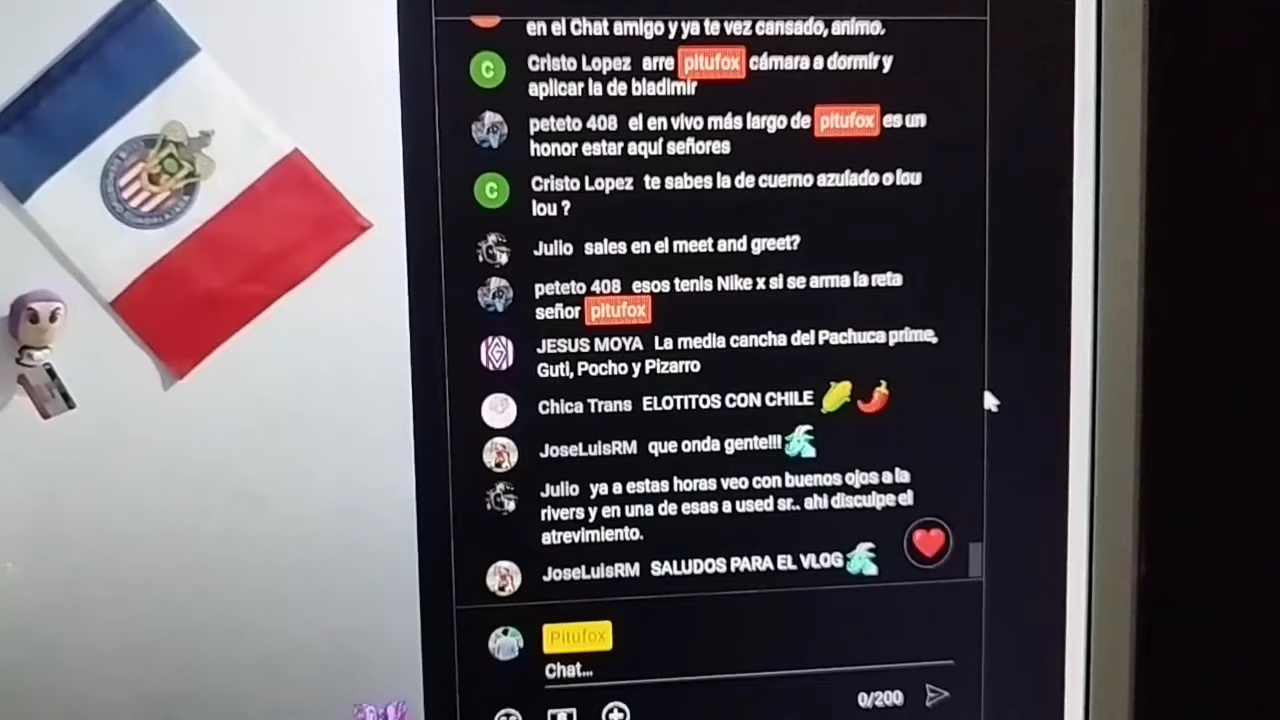 en el Chat amigo y ya te vez cansado, animo.
C
Cristo Lopez arre pitufox cámara a dormir y
aplicar la de bladimir
peteto 408 el en vivo más largo de pitufox es un
honor estar aquí señores
C
Cristo Lopez te sabes la de cuerno azulado o lou
lou ?
Julio sales en el meet and greet?
peteto 408 esos tenis Nike x si se arma la reta
señor pitufox
JESUS MOYA La media cancha del Pachuca prime,
Guti, Pocho y Pizarro
Chica Trans ELOTITOS CON CHILE
JoseLuisRM que onda gente!!!
Julio ya a estas horas veo con buenos ojos a la
rivers y en una de esas a used sr.. ahi disculpe el
atrevimiento.
JoseLuisRM SALUDOS PARA EL VLOG
Pitufox
Chat...
0/200